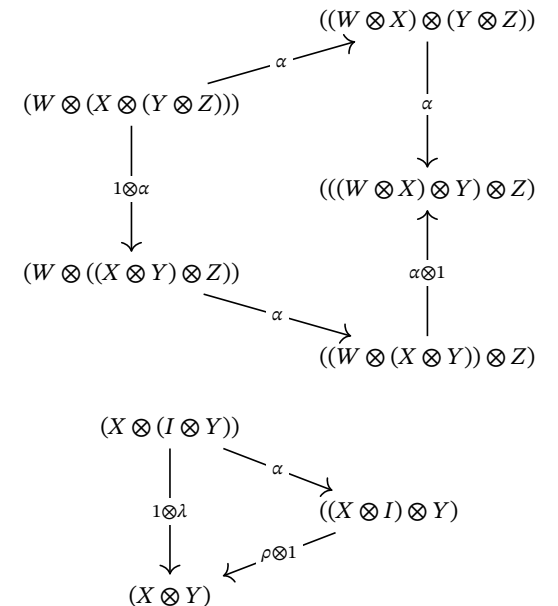 ((W ⊗ X) ⊗ (Y ⊗ Z))
α
(W ⊗ (X ⊗ (Y ⊗ Z)))
α
1⊗α
(((W ⊗ X) ⊗ Y) ⊗ Z)
(W ⊗ ((X ⊗ Y) ⊗ Z))
α⊗1
α
((W ⊗ (X ⊗ Y)) ⊗ Z)
(X ⊗ (I ⊗ Y))
α
1⊗λ
((X ⊗ I) ⊗ Y)
ρ⊗1
(X ⊗ Y)